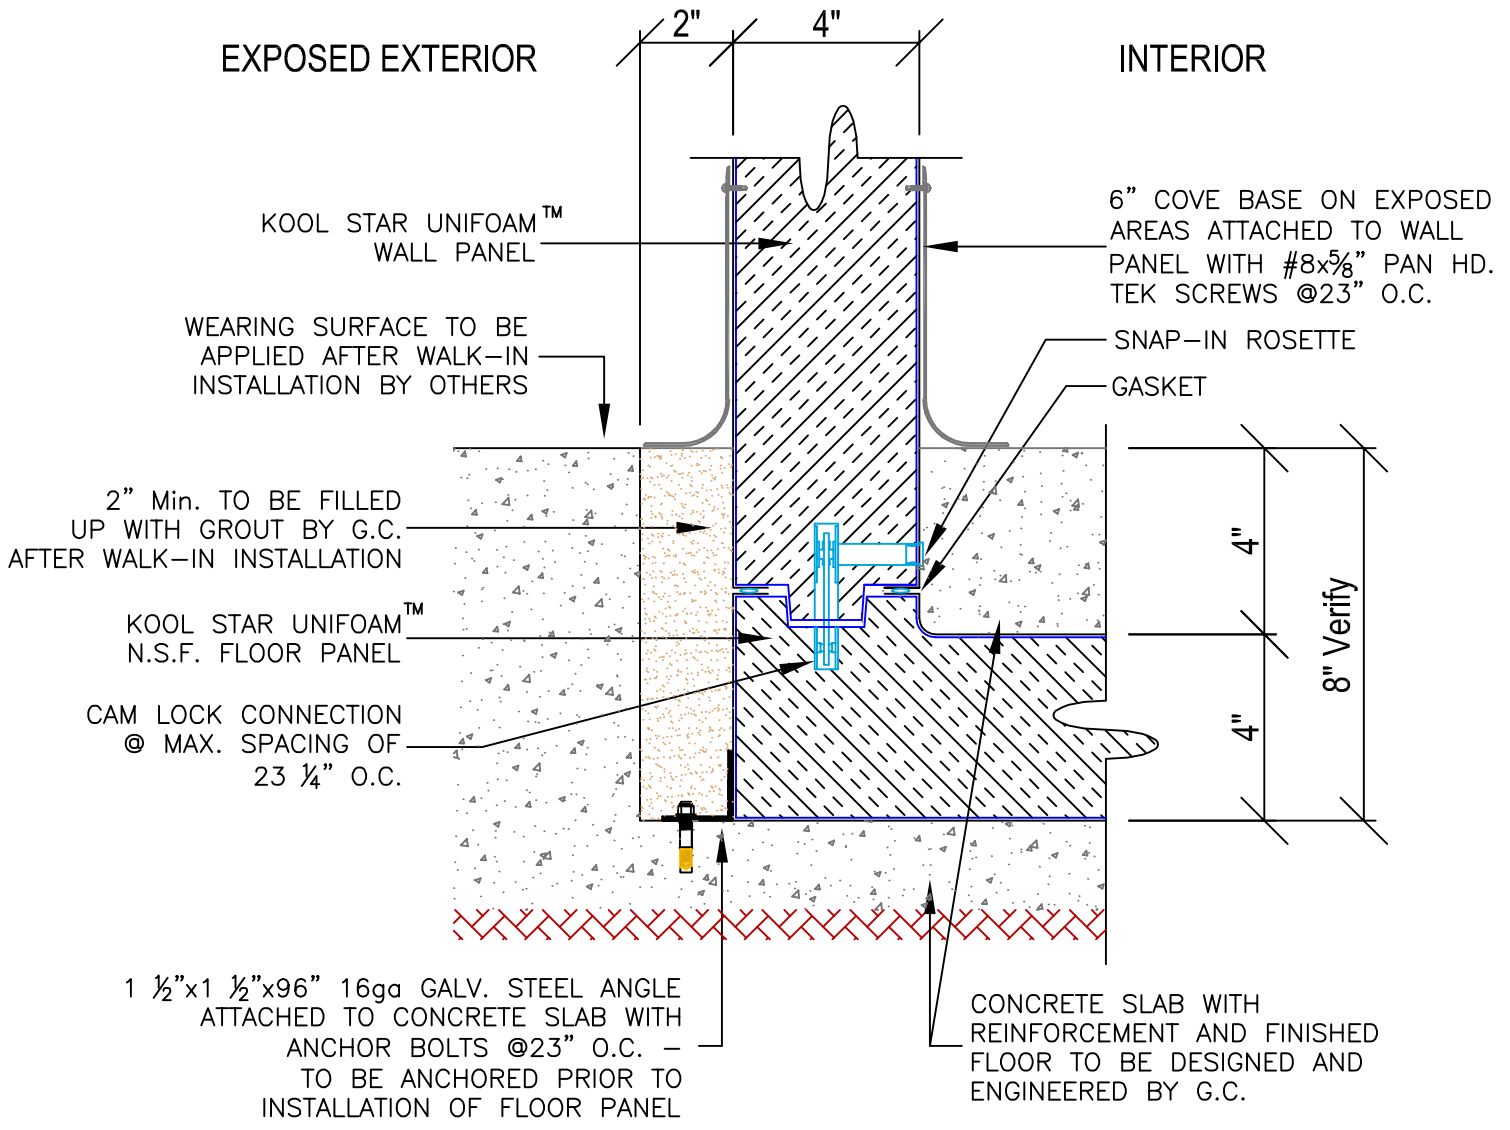 2" 4"
EXPOSED EXTERIOR
INTERIOR
KOOL STAR UNIFOAM™
WALL PANEL
6” COVE BASE ON EXPOSED
AREAS ATTACHED TO WALL
PANEL WITH #8x⅝” PAN HD.
TEK SCREWS @23” O.C.
WEARING SURFACE TO BE
APPLIED AFTER WALK-IN
INSTALLATION BY OTHERS
SNAP-IN ROSETTE
GASKET
2” Min. TO BE FILLED
UP WITH GROUT BY G.C.
AFTER WALK-IN INSTALLATION
4"
8" Verify
4"
KOOL STAR UNIFOAM™
N.S.F. FLOOR PANEL
CAM LOCK CONNECTION
@ MAX. SPACING OF
23 ¼” O.C.
1 ½”x1 ½”x96” 16ga GALV. STEEL ANGLE
ATTACHED TO CONCRETE SLAB WITH
ANCHOR BOLTS @23” O.C. -
TO BE ANCHORED PRIOR TO
INSTALLATION OF FLOOR PANEL
CONCRETE SLAB WITH
REINFORCEMENT AND FINISHED
FLOOR TO BE DESIGNED AND
ENGINEERED BY G.C.